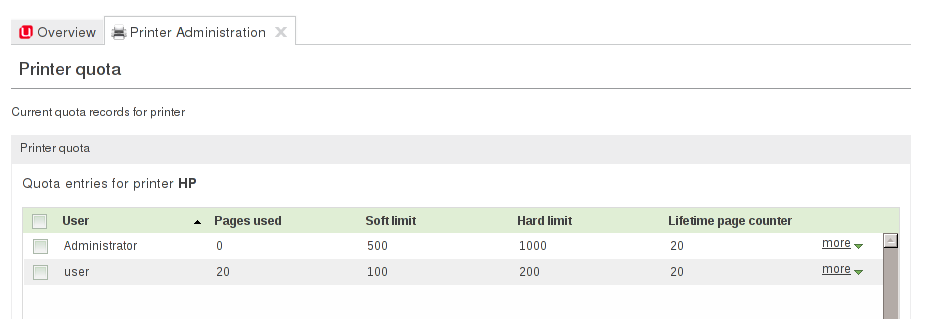 Overview Printer Administration
Printer quota
Current quota records for printer
Printer quota
Quota entries for printer HP
User Pages used Soft limit Hard limit Lifetime page counter
Administrator 0 500 1000 20 more
user 20 100 200 20 more